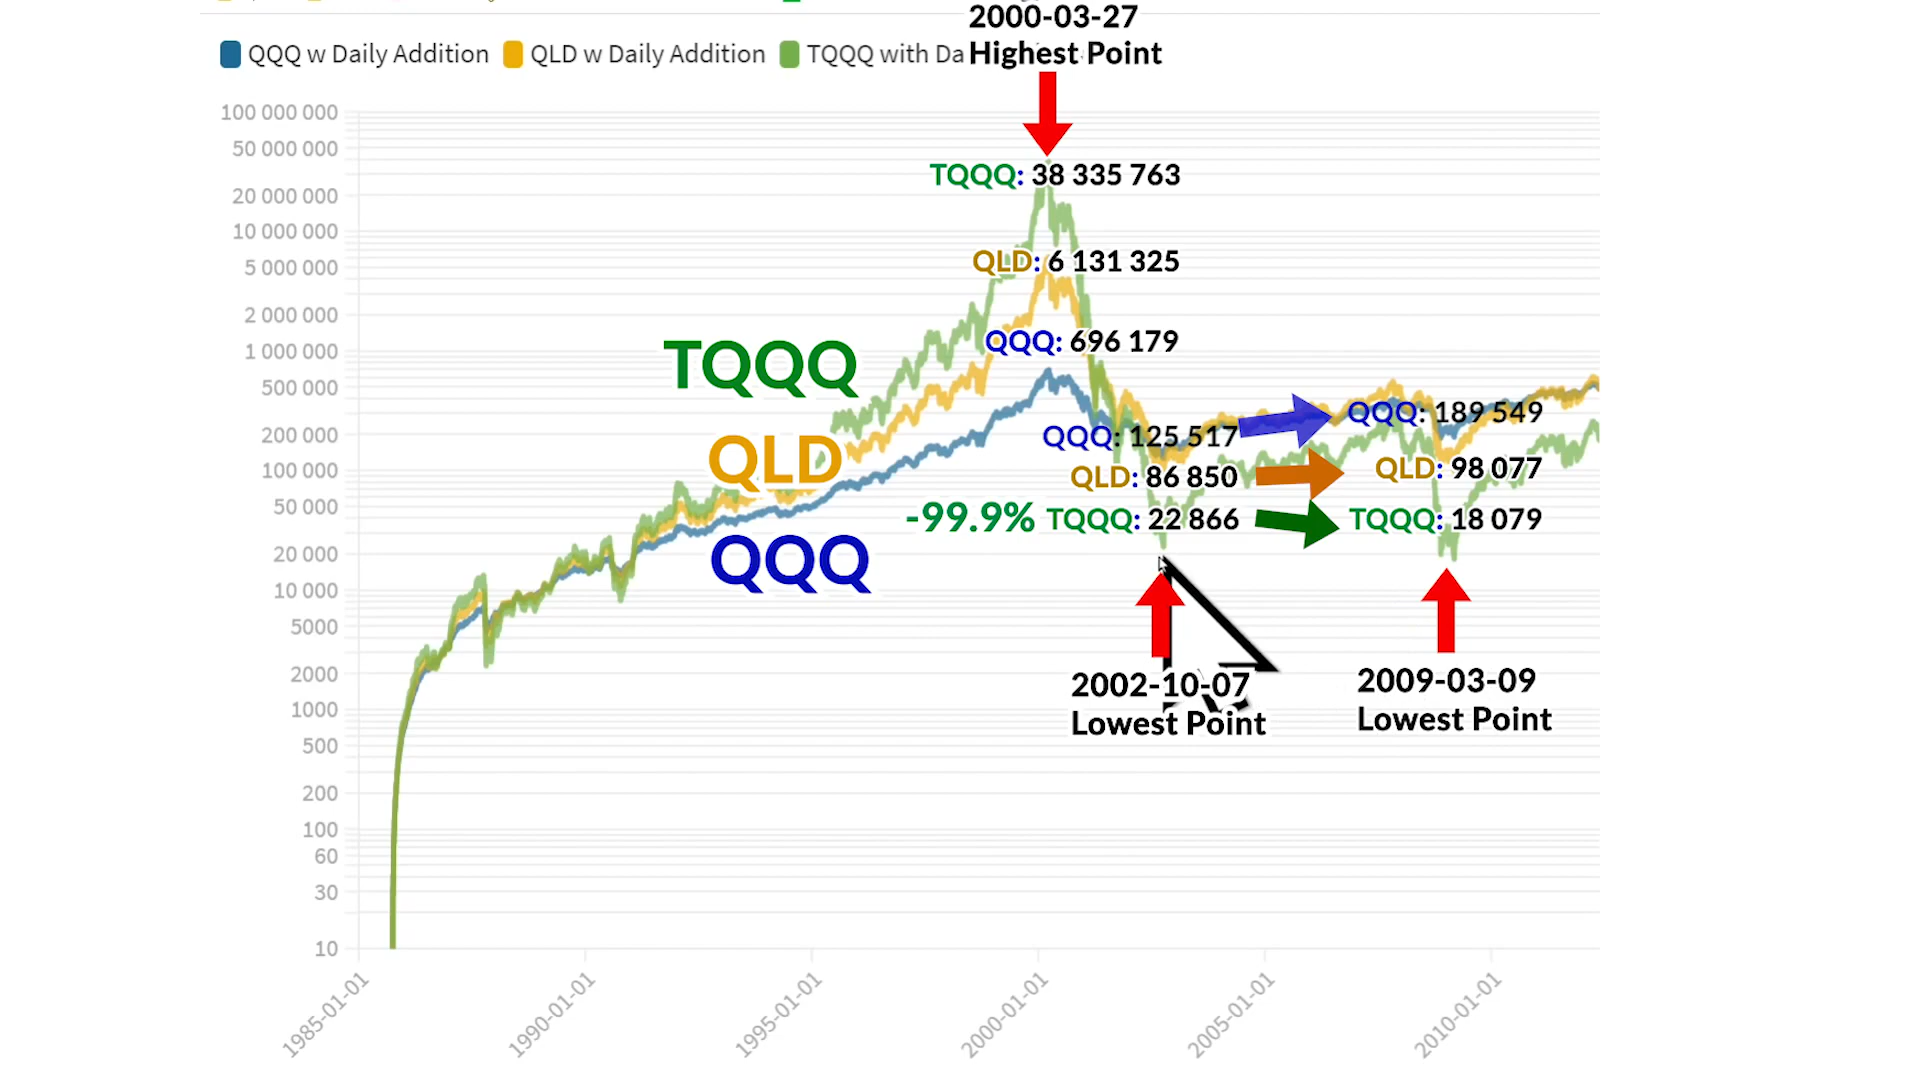 2000-03-27
Highest Point
QQQ w Daily Addition
QLD w Daily Addition
TQQQ with Da
100 000 000
50 000 000
20 000 000
10 000 000
5 000 000
2 000 000
1 000 000
500 000
200 000
100 000
50 000
20 000
10 000
5000
2000
1000
500
200
100
60
30
10
TQQQ: 38 335 763
QLD: 6 131 325
QQQ: 696 179
TQQQ
QLD
QQQ
QQQ: 125 517
QLD: 86 850
-99.9% TQQQ: 22 866
QQQ: 189 549
QLD: 98 077
TQQQ: 18 079
2002-10-07
Lowest Point
2009-03-09
Lowest Point
1985-01-01
1990-01-01
1995-01-01
2000-01-01
2005-01-01
2010-01-01